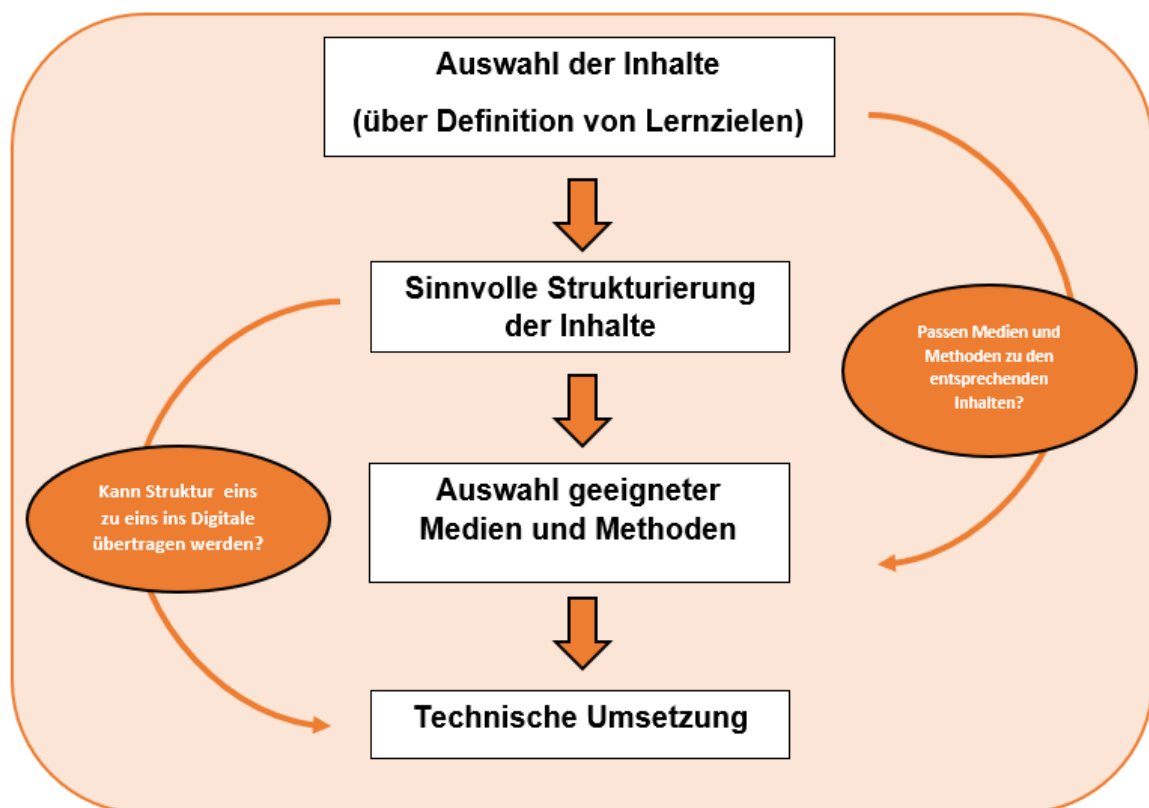 Auswahl der Inhalte
(über Definition von Lernzielen)
Sinnvolle Strukturierung
der Inhalte
Passen Medien und
Methoden zu den
entsprechenden
Inhalten?
Auswahl geeigneter
Medien und Methoden
Kann Struktur eins
zu eins ins Digitale
übertragen werden?
Technische Umsetzung